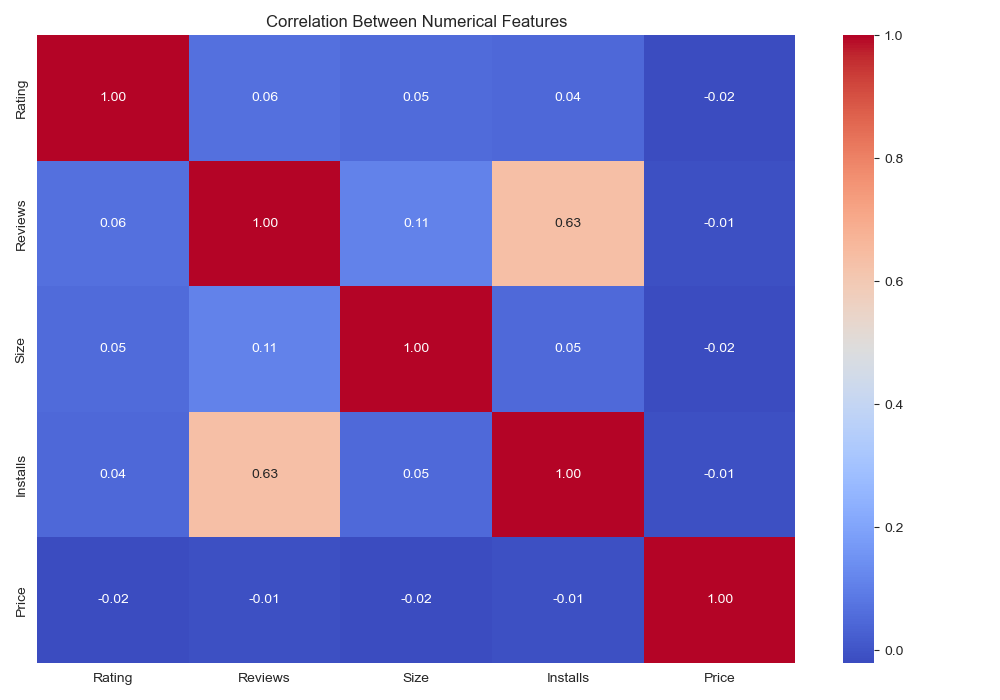 Correlation Between Numerical Features
Rating 1.00 0.06 0.05 0.04 -0.02
Reviews 0.06 1.00 0.11 0.63 -0.01
Size 0.05 0.11 1.00 0.05 -0.02
Installs 0.04 0.63 0.05 1.00 -0.01
Price -0.02 -0.01 -0.02 -0.01 1.00
Rating Reviews Size Installs Price
1.0
0.8
0.6
0.4
0.2
0.0